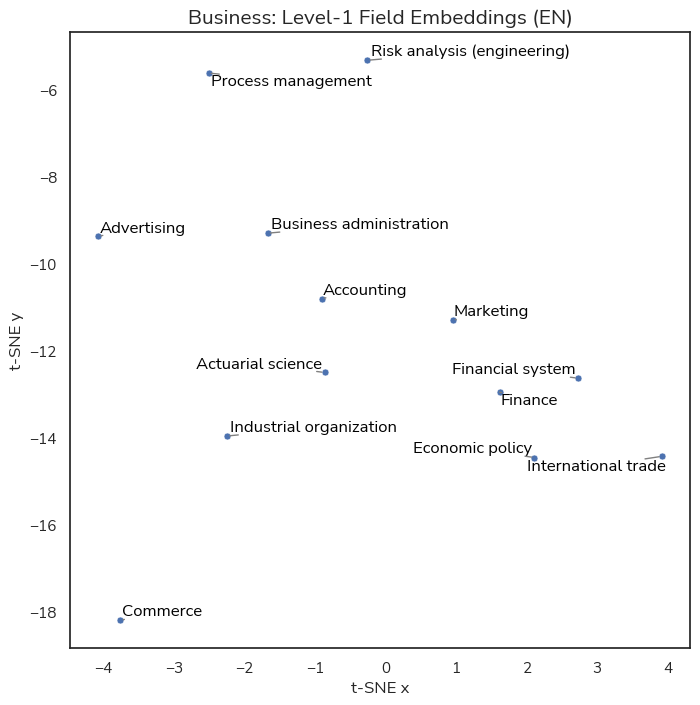 Business: Level-1 Field Embeddings (EN)
Risk analysis (engineering)
Process management
Advertising
Business administration
Accounting
Marketing
Actuarial science
Financial system
Finance
Industrial organization
Economic policy
International trade
Commerce
−6
−8
−10
−12
−14
−16
−18
t-SNE y
−4 −3 −2 −1 0 1 2 3 4
t-SNE x